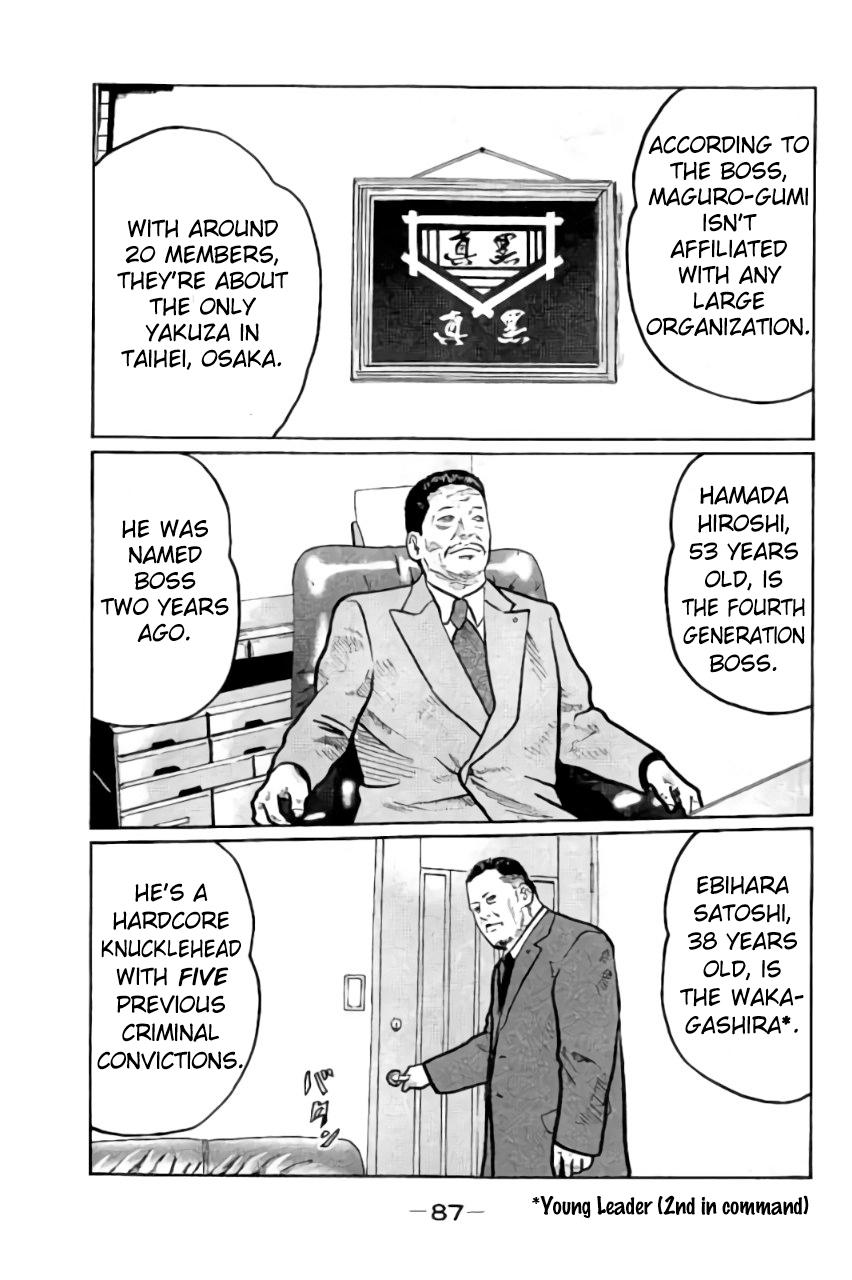 ACCORDING TO
THE BOSS,
MAGURO-GUMI
ISN'T
AFFILIATED
WITH ANY
LARGE
ORGANIZATION.
真黑
真黑
WITH AROUND
20 MEMBERS,
THEY'RE ABOUT
THE ONLY
YAKUZA IN
TAIHEI, OSAKA.
HAMADA
HIROSHI,
53 YEARS
OLD, IS
THE FOURTH
GENERATION
BOSS.
HE WAS
NAMED
BOSS
TWO YEARS
AGO.
EBIHARA
SATOSHI,
38 YEARS
OLD, IS
THE WAKA-
GASHIRA*.
HE'S A
HARDCORE
KNUCKLEHEAD
WITH FIVE
PREVIOUS
CRIMINAL
CONVICTIONS.
バタン
*Young Leader (2nd in command)
—87—